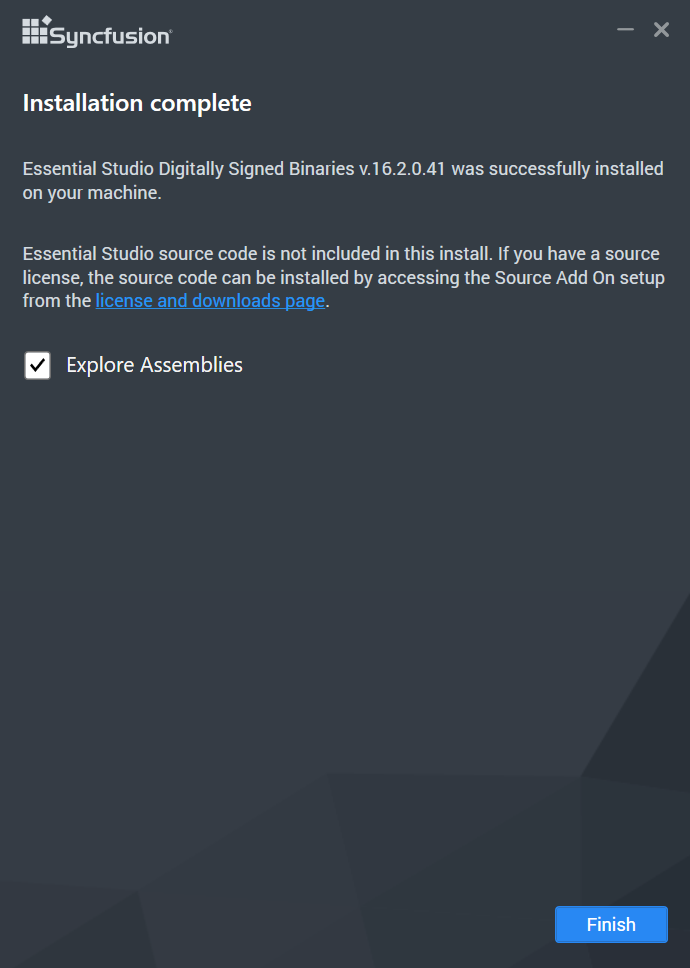 Syncfusion®
Installation complete
Essential Studio Digitally Signed Binaries v.16.2.0.41 was successfully installed
on your machine.
Essential Studio source code is not included in this install. If you have a source
license, the source code can be installed by accessing the Source Add On setup
from the license and downloads page.
Explore Assemblies
Finish